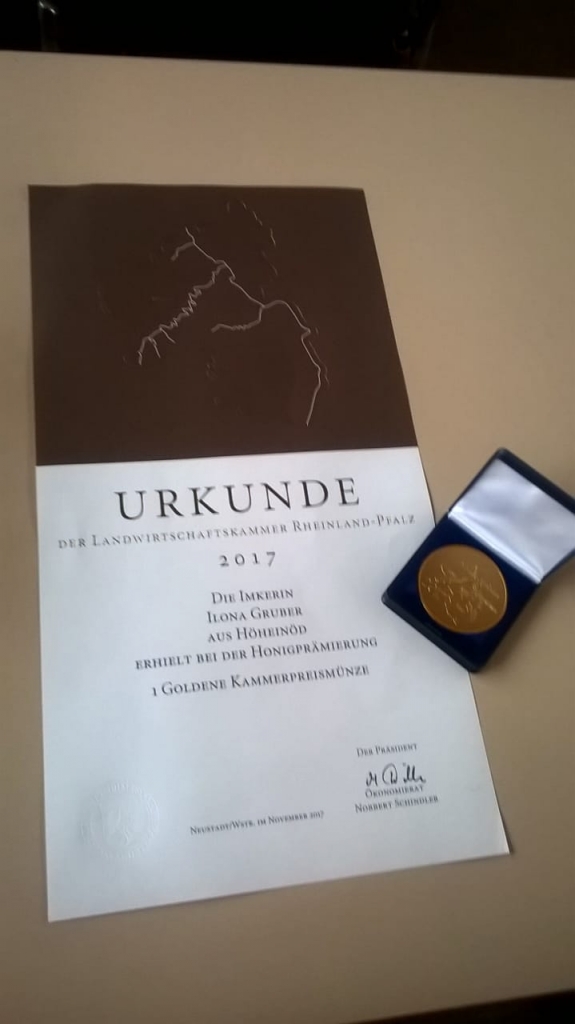 URKUNDE
DER LANDWIRTSCHAFTSKAMMER RHEINLAND-PFALZ
2017
DIE IMKERIN
ILONA GRUBER
AUS HÖHEINÖD
ERHIELT BEI DER HONIGPRÄMIERUNG
1 GOLDENE KAMMERPREISMÜNZE
DER PRÄSIDENT
ÖKONOMIERAT
NORBERT SCHINDLER
NEUSTADT/WSTR. IM NOVEMBER 2017